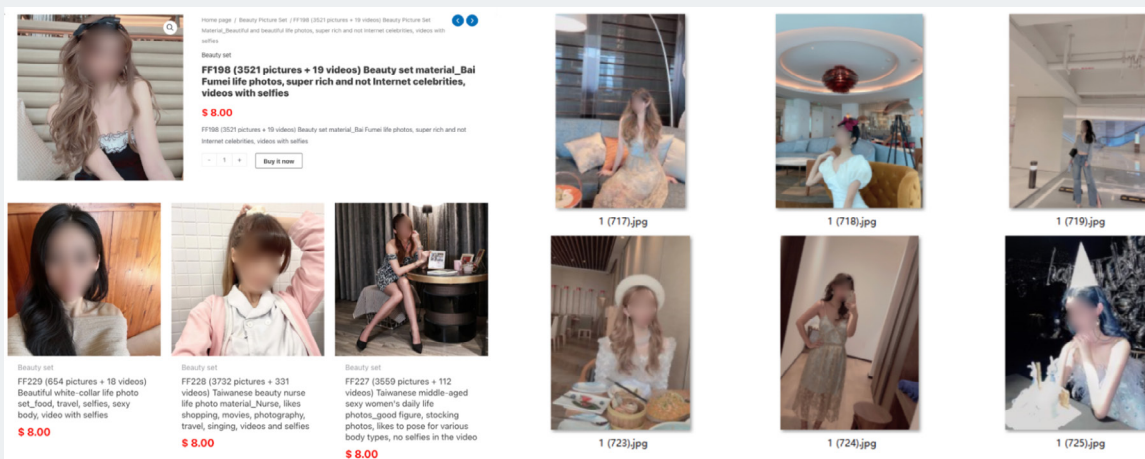 Home page / Beauty Picture Set / FF198 (3521 pictures + 19 videos) Beauty Picture Set
Material_Beautiful and beautiful life photos, super rich and not Internet celebrities, videos with
selfies
Beauty set
FF198 (3521 pictures + 19 videos) Beauty set material_Bai
Fumei life photos, super rich and not Internet celebrities,
videos with selfies
$ 8.00
FF198 (3521 pictures + 19 videos) Beauty set material_Bai Fumei life photos, super rich and not
Internet celebrities, videos with selfies
- 1 + Buy it now
Beauty set
FF229 (654 pictures + 18 videos)
Beautiful white-collar life photo
set_food, travel, selfies, sexy
body, video with selfies
$ 8.00
Beauty set
FF228 (3732 pictures + 331
videos) Taiwanese beauty nurse
life photo material_Nurse, likes
shopping, movies, photography,
travel, singing, videos and selfies
$ 8.00
Beauty set
FF227 (3559 pictures + 112
videos) Taiwanese middle-aged
sexy women's daily life
photos_good figure, stocking
photos, likes to pose for various
body types, no selfies in the video
$ 8.00
1 (717).jpg
1 (718).jpg
1 (719).jpg
1 (723).jpg
1 (724).jpg
1 (725).jpg